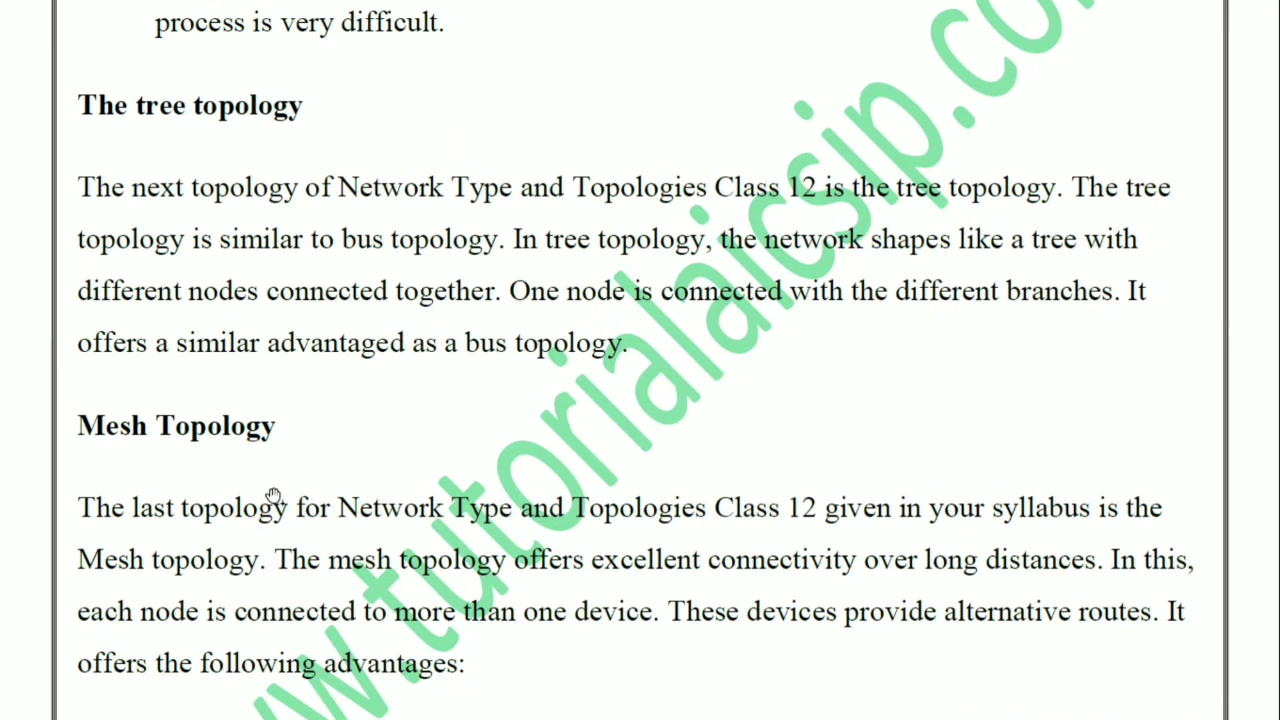 process is very difficult.
The tree topology
The next topology of Network Type and Topologies Class 12 is the tree topology. The tree
topology is similar to bus topology. In tree topology, the network shapes like a tree with
different nodes connected together. One node is connected with the different branches. It
offers a similar advantaged as a bus topology.
Mesh Topology
The last topology for Network Type and Topologies Class 12 given in your syllabus is the
Mesh topology. The mesh topology offers excellent connectivity over long distances. In this,
each node is connected to more than one device. These devices provide alternative routes. It
offers the following advantages:
w.tutorialaicsip.co